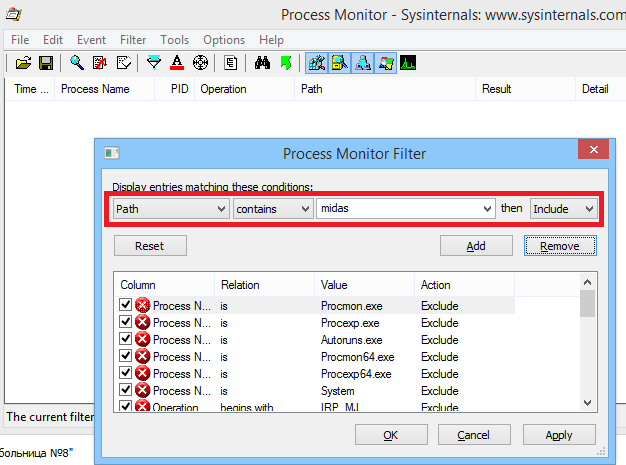 Process Monitor - Sysinternals: www.sysinternals.com
File Edit Event Filter Tools Options Help
Time ... Process Name PID Operation Path Result Detail
Process Monitor Filter
Display entries matching these conditions:
Path contains midas then Include
Reset Add Remove
Column Relation Value Action
Process N... is Procmon.exe Exclude
Process N... is Procexp.exe Exclude
Process N... is Autoruns.exe Exclude
Process N... is Procmon64.exe Exclude
Process N... is Procexp64.exe Exclude
Process N... is System Exclude
Operation begins with IRP_MJ_ Exclude
The current filter
OK Cancel Apply
больница №8"